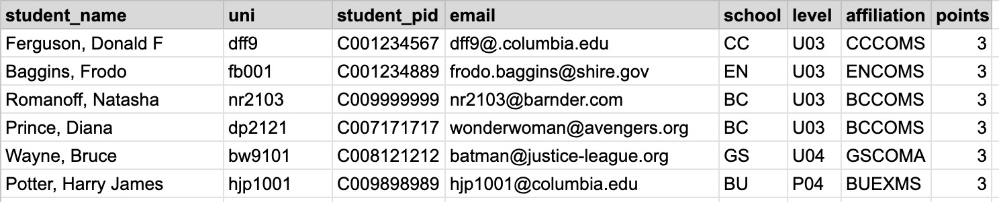 student_name uni student_pid email school level affiliation points
Ferguson, Donald F dff9 C001234567 dff9@.columbia.edu CC U03 CCCOMS 3
Baggins, Frodo fb001 C001234889 frodo.baggins@shire.gov EN U03 ENCOMS 3
Romanoff, Natasha nr2103 C009999999 nr2103@barnder.com BC U03 BCCOMS 3
Prince, Diana dp2121 C007171717 wonderwoman@avengers.org BC U03 BCCOMS 3
Wayne, Bruce bw9101 C008121212 batman@justice-league.org GS U04 GSCOMA 3
Potter, Harry James hjp1001 C009898989 hjp1001@columbia.edu BU P04 BUEXMS 3